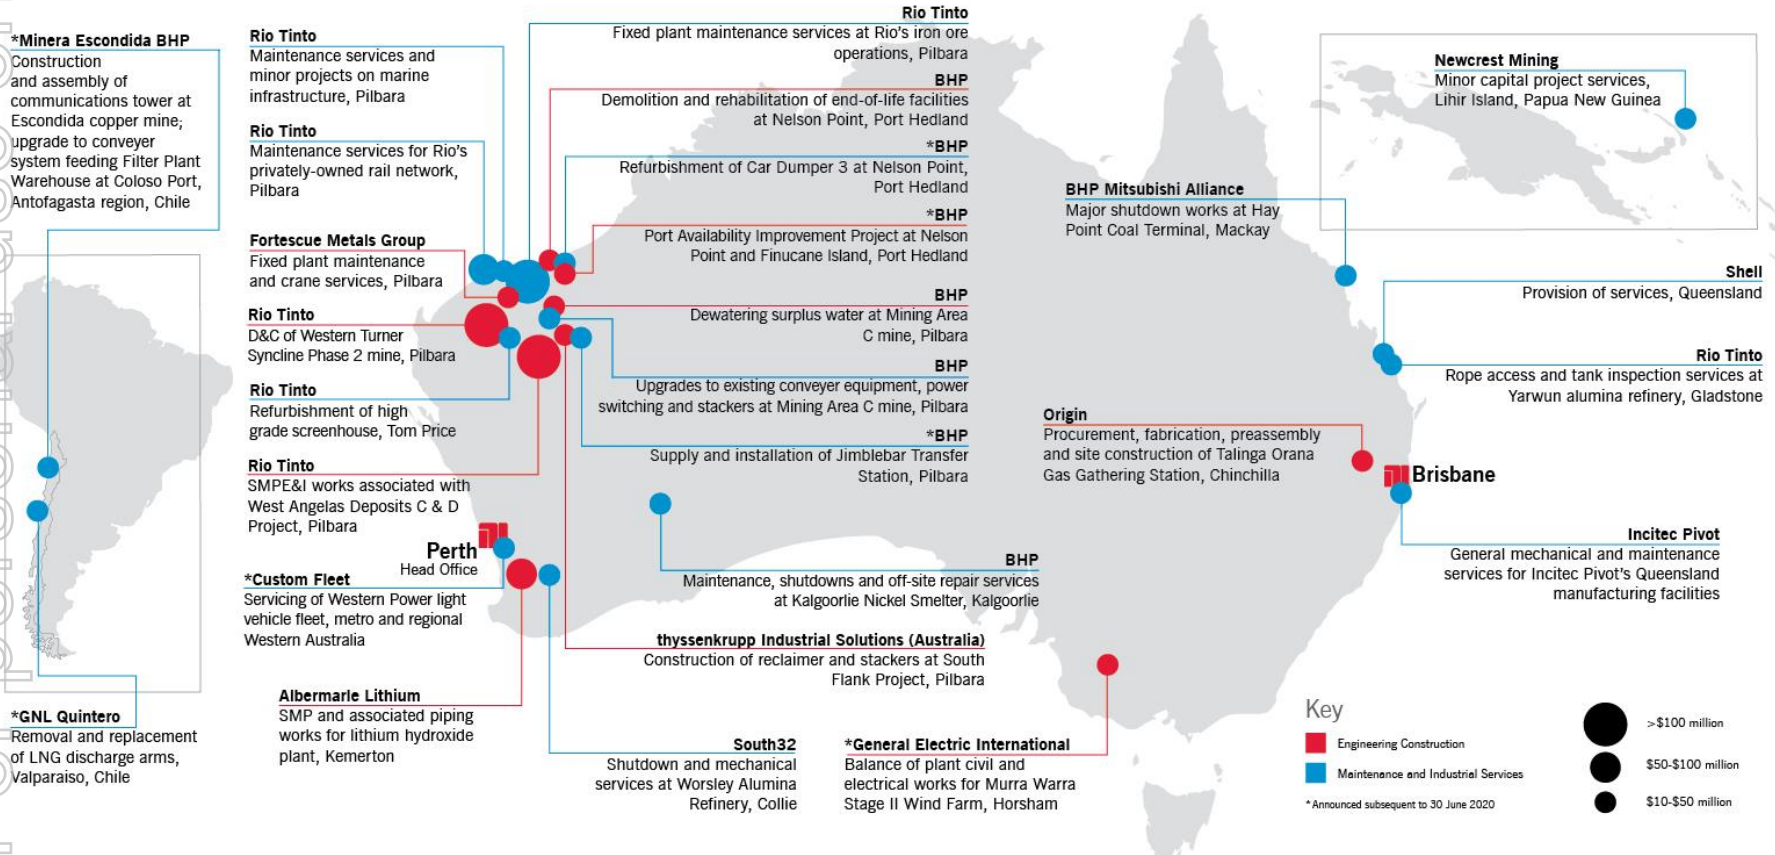 *Minera Escondida BHP
Construction
and assembly of
communications tower at
Escondida copper mine;
upgrade to conveyer
system feeding Filter Plant
Warehouse at Coloso Port,
Antofagasta region, Chile
*GNL Quintero
Removal and replacement
of LNG discharge arms,
Valparaiso, Chile
Rio Tinto
Maintenance services and
minor projects on marine
infrastructure, Pilbara
Rio Tinto
Maintenance services for Rio's
privately-owned rail network,
Pilbara
Fortescue Metals Group
Fixed plant maintenance
and crane services, Pilbara
Rio Tinto
D&C of Western Turner
Syncline Phase 2 mine, Pilbara
Rio Tinto
Refurbishment of high
grade screenhouse, Tom Price
Rio Tinto
SMPE&I works associated with
West Angelas Deposits C & D
Project, Pilbara
Perth
Head Office
*Custom Fleet
Servicing of Western Power light
vehicle fleet, metro and regional
Western Australia
Albermarle Lithium
SMP and associated piping
works for lithium hydroxide
plant, Kemerton
Rio Tinto
Fixed plant maintenance services at Rio's iron ore
operations, Pilbara
BHP
Demolition and rehabilitation of end-of-life facilities
at Nelson Point, Port Hedland
*BHP
Refurbishment of Car Dumper 3 at Nelson Point,
Port Hedland
*BHP
Port Availability Improvement Project at Nelson
Point and Finucane Island, Port Hedland
BHP
Dewatering surplus water at Mining Area
C mine, Pilbara
BHP
Upgrades to existing conveyer equipment, power
switching and stackers at Mining Area C mine, Pilbara
*BHP
Supply and installation of Jimblebar Transfer
Station, Pilbara
BHP
Maintenance, shutdowns and off-site repair services
at Kalgoorlie Nickel Smelter, Kalgoorlie
thyssenkrupp Industrial Solutions (Australia)
Construction of reclaimer and stackers at South
Flank Project, Pilbara
South32
Shutdown and mechanical
services at Worsley Alumina
Refinery, Collie
*General Electric International
Balance of plant civil and
electrical works for Murra Warra
Stage II Wind Farm, Horsham
Newcrest Mining
Minor capital project services,
Lihir Island, Papua New Guinea
BHP Mitsubishi Alliance
Major shutdown works at Hay
Point Coal Terminal, Mackay
Shell
Provision of services, Queensland
Rio Tinto
Rope access and tank inspection services at
Yarwun alumina refinery, Gladstone
Origin
Procurement, fabrication, preassembly
and site construction of Talinga Orana
Gas Gathering Station, Chinchilla
Brisbane
Incitec Pivot
General mechanical and maintenance
services for Incitec Pivot's Queensland
manufacturing facilities
Key
Engineering Construction
Maintenance and Industrial Services
* Announced subsequent to 30 June 2020
>$100 million
$50-$100 million
$10-$50 million